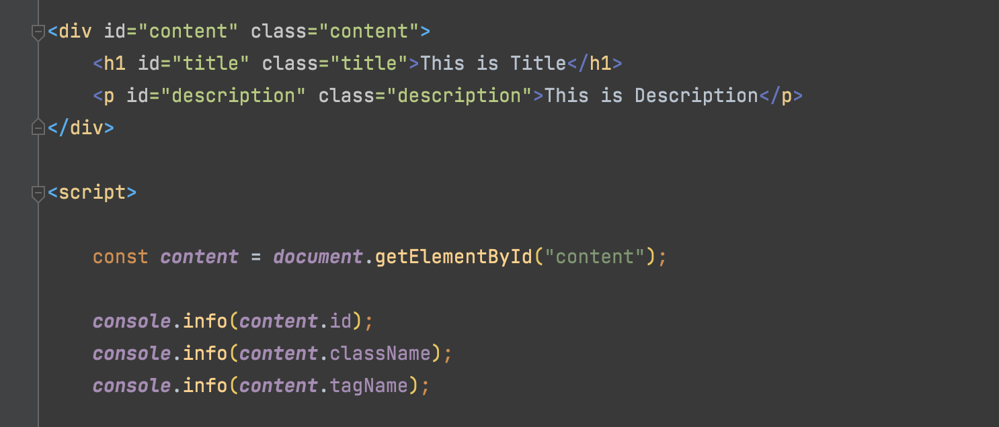 <div id="content" class="content">
    <h1 id="title" class="title">This is Title</h1>
    <p id="description" class="description">This is Description</p>
</div>
<script>
    const content = document.getElementById("content");
    console.info(content.id);
    console.info(content.className);
    console.info(content.tagName);